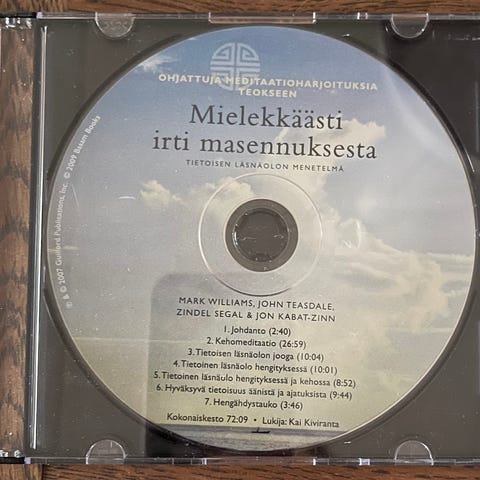 OHJATTUJA MEDITAATIOHARJOITUKSIA
TEOKSEEN
Mielekkäästi
irti masennuksesta
TIETOISEN LÄSNÄOLON MENETELMÄ
℗ & © 2007 Guilford Publications, Inc. © 2009 Basam Books
MARK WILLIAMS, JOHN TEASDALE,
ZINDEL SEGAL & JON KABAT-ZINN
1. Johdanto (2:40)
2. Kehomeditaatio (26:59)
3. Tietoisen läsnäolon jooga (10:04)
4. Tietoinen läsnäolo hengityksessä (10:01)
5. Tietoinen läsnäolo hengityksessä ja kehossa (8:52)
6. Hyväksyvä tietoisuus äänistä ja ajatuksista (9:44)
7. Hengähdystauko (3:46)
Kokonaiskesto 72:09 • Lukija: Kai Kiviranta